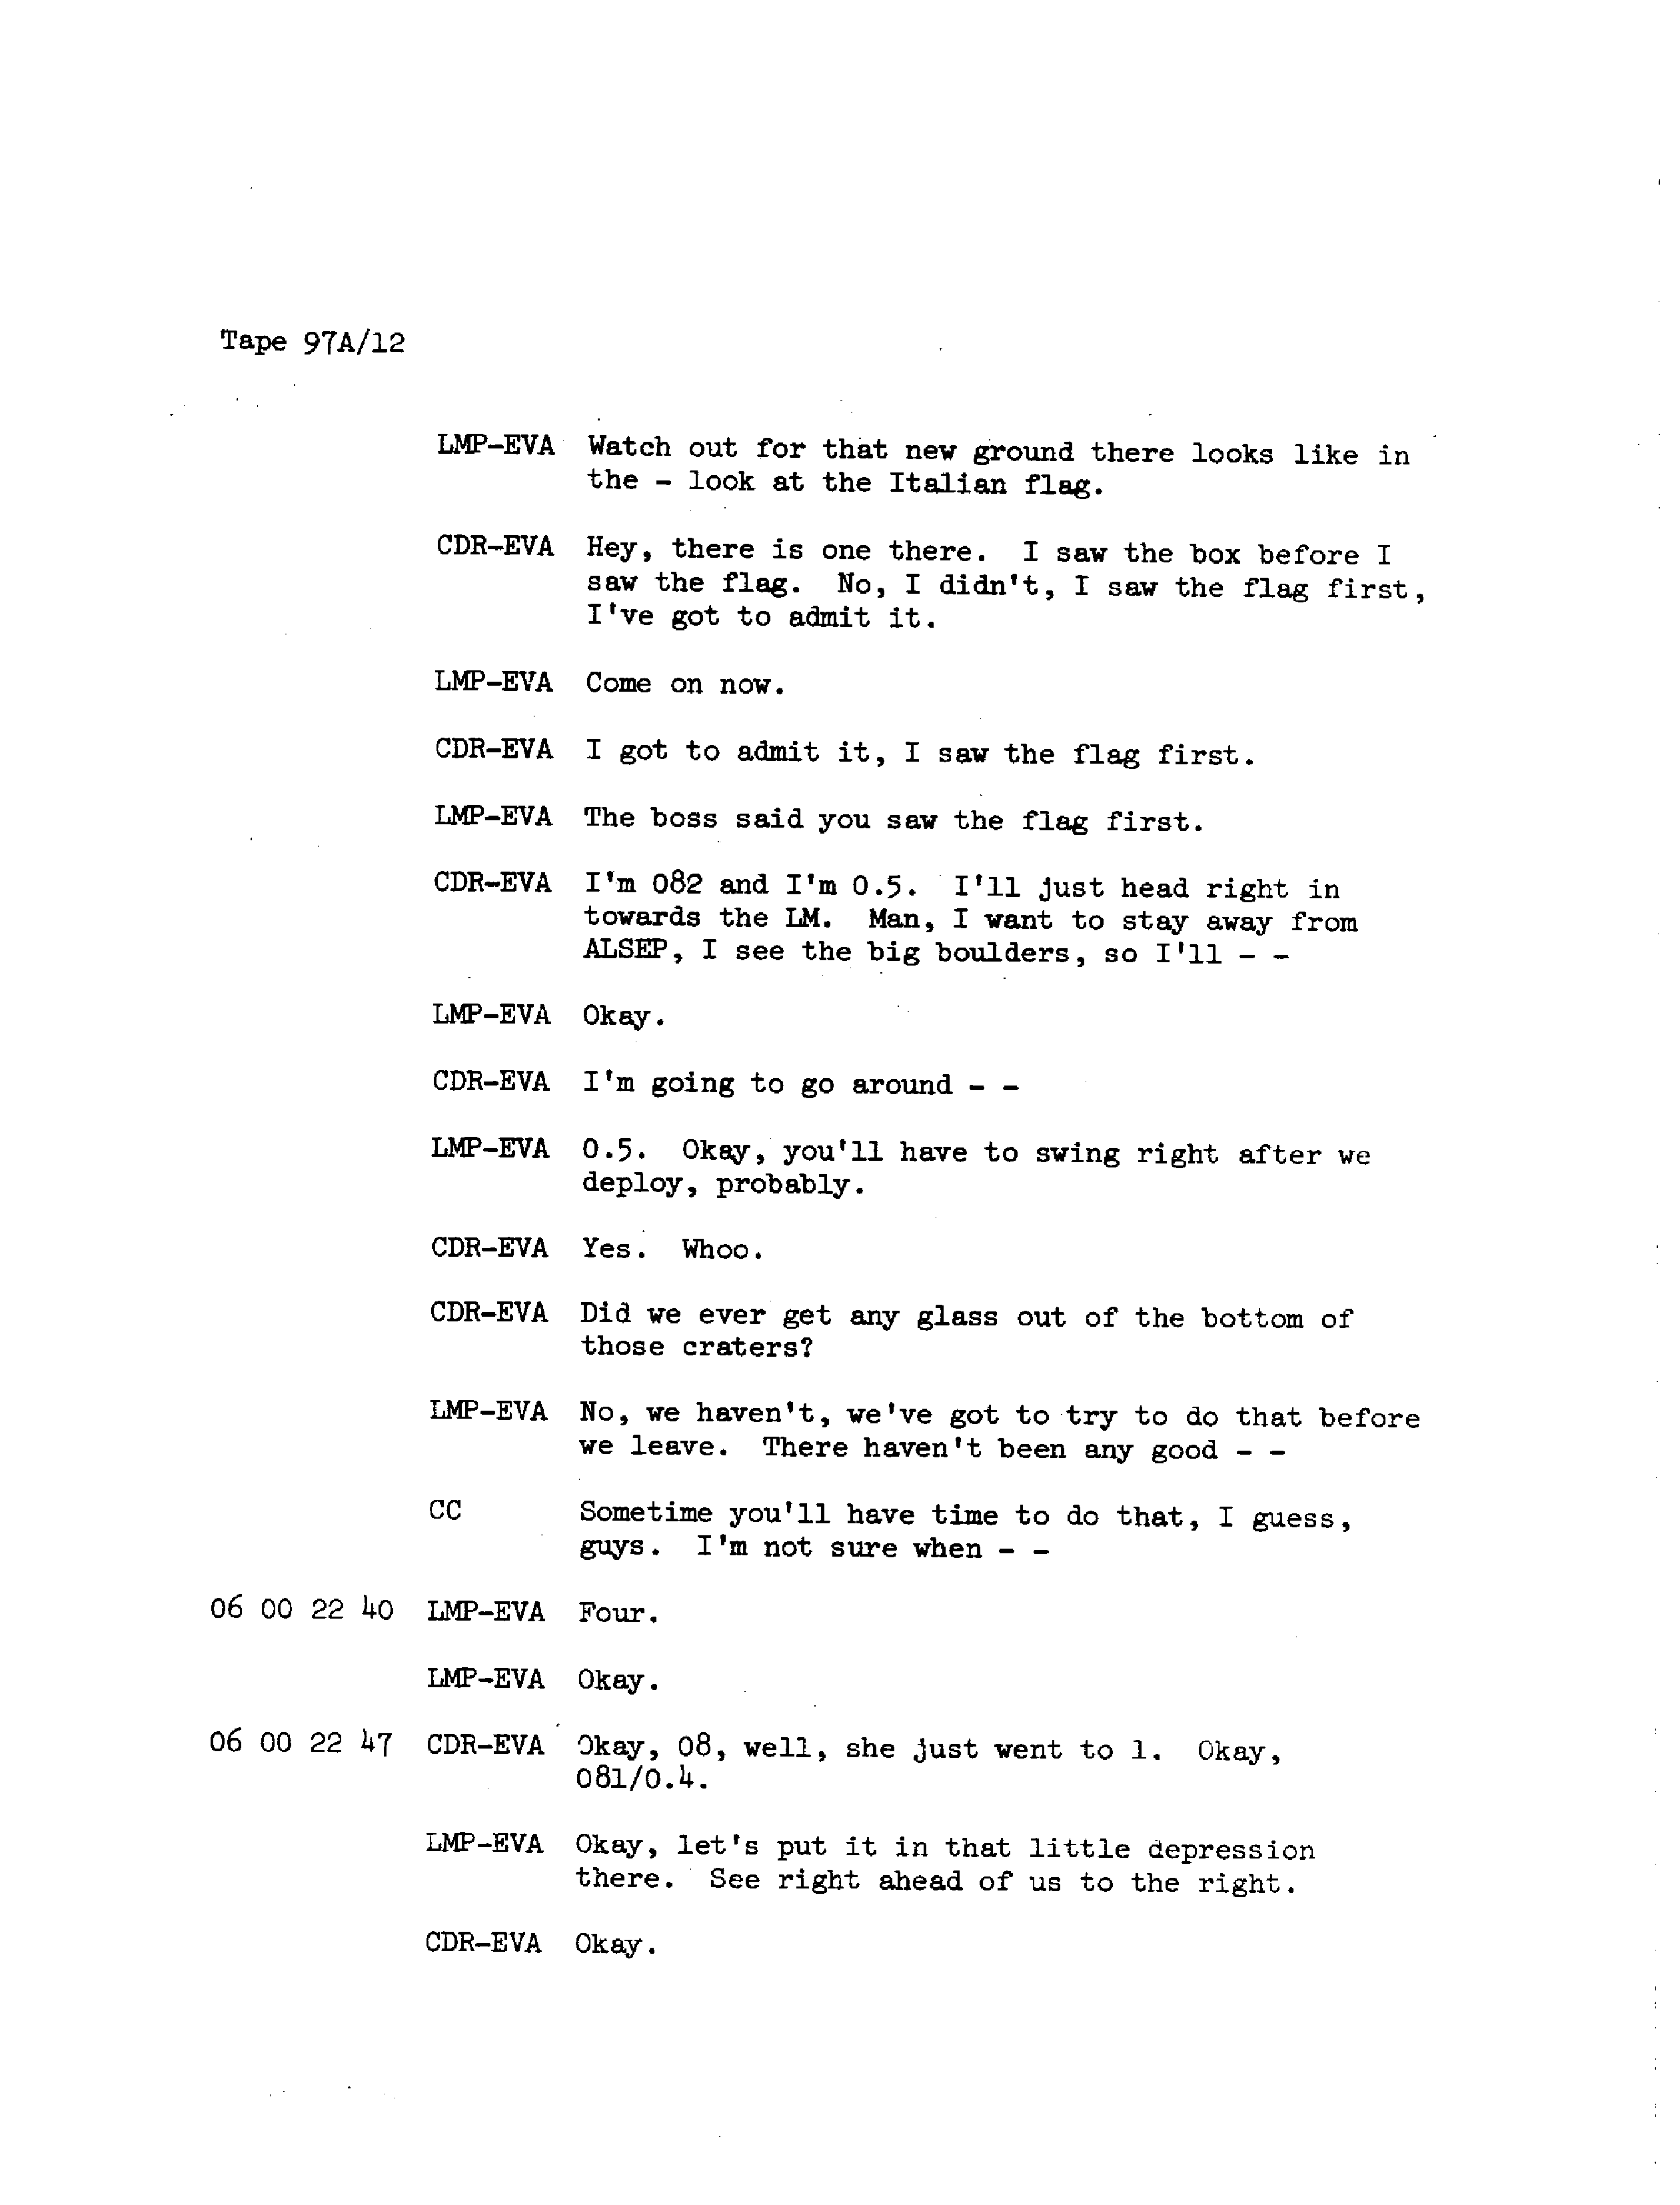 Tape 97A/12
LMP-EVA Watch out for that new ground there looks like in
the - look at the Italian flag.
CDR-EVA Hey, there is one there. I saw the box before I
saw the flag. No, I didn't, I saw the flag first,
I've got to admit it.
LMP-EVA Come on now.
CDR-EVA I got to admit it, I saw the flag first.
LMP-EVA The boss said you saw the flag first.
CDR-EVA I'm 082 and I'm 0.5. I'll just head right in
towards the LM. Man, I want to stay away from
ALSEP, I see the big boulders, so I'll - -
LMP-EVA Okay.
CDR-EVA I'm going to go around - -
LMP-EVA 0.5. Okay, you'll have to swing right after we
deploy, probably.
CDR-EVA Yes. Whoo.
CDR-EVA Did we ever get any glass out of the bottom of
those craters?
LMP-EVA No, we haven't, we've got to try to do that before
we leave. There haven't been any good - -
CC Sometime you'll have time to do that, I guess,
guys. I'm not sure when - -
06 00 22 40 LMP-EVA Four.
LMP-EVA Okay.
06 00 22 47 CDR-EVA Okay, 08, well, she just went to 1. Okay,
081/0.4.
LMP-EVA Okay, let's put it in that little depression
there. See right ahead of us to the right.
CDR-EVA Okay.